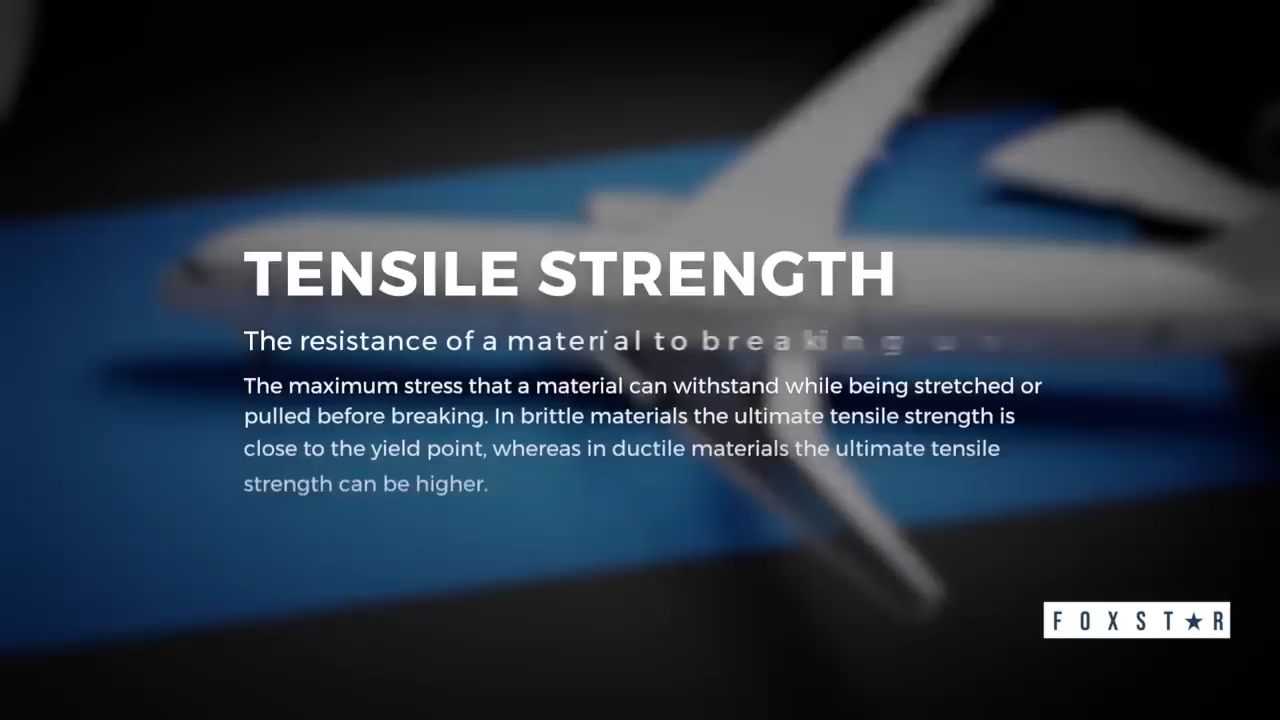 TENSILE STRENGTH
The resistance of a material to breaking
The maximum stress that a material can withstand while being stretched or
pulled before breaking. In brittle materials the ultimate tensile strength is
close to the yield point, whereas in ductile materials the ultimate tensile
strength can be higher.
FOXST★R